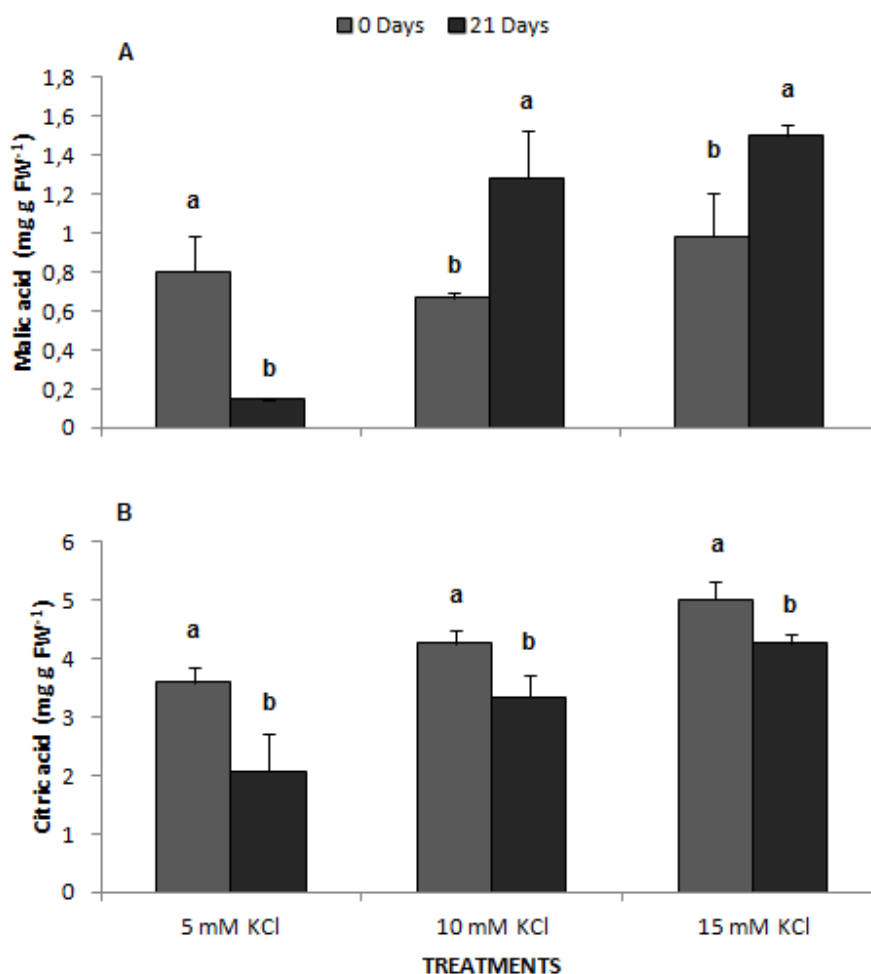 0 Days 21 Days
A
Malic acid (mg g FW-1)
1,8
1,6
1,4
1,2
1
0,8
0,6
0,4
0,2
0
a
b
b
a
b
a
B
Citric acid (mg g FW-1)
6
5
4
3
2
1
0
a
b
a
b
a
b
5 mM KCl 10 mM KCl 15 mM KCl
TREATMENTS